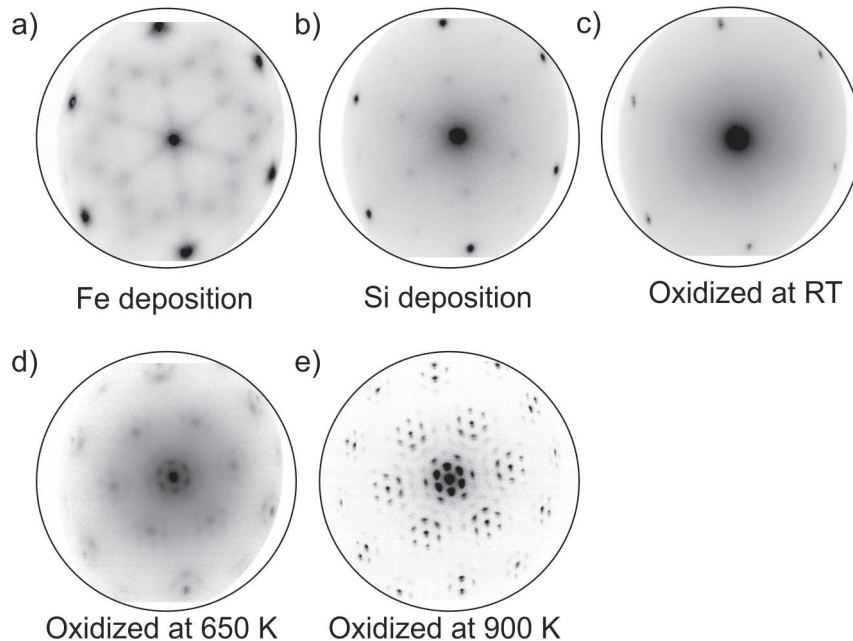 a)
b)
c)
Fe deposition
Si deposition
Oxidized at RT
d)
e)
Oxidized at 650 K
Oxidized at 900 K